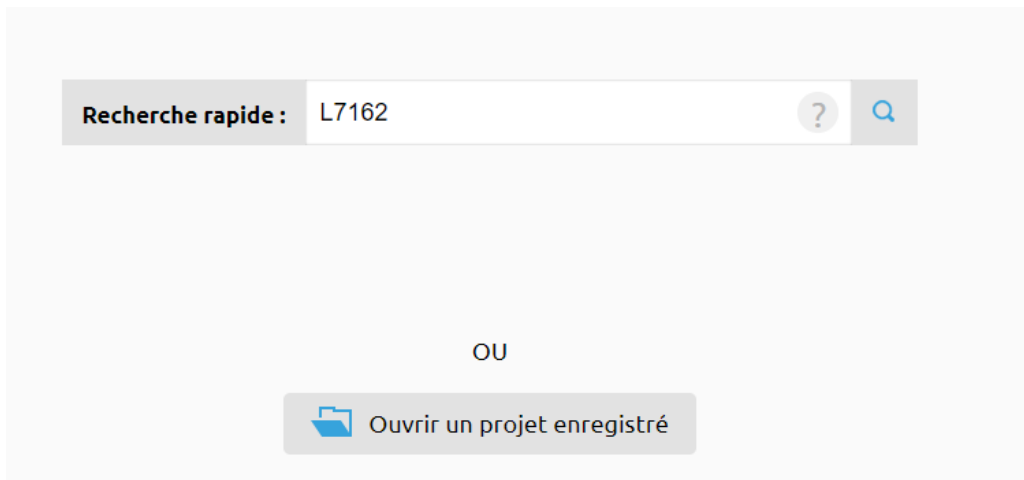 Recherche rapide : L7162 ?
OU
Ouvrir un projet enregistré